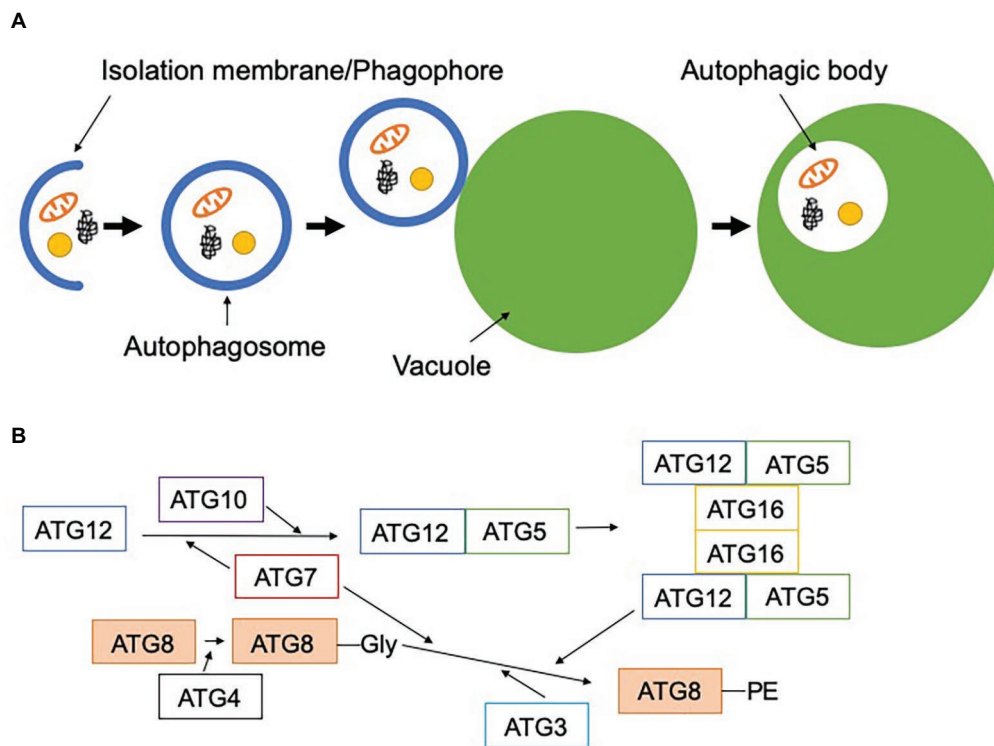 A
Isolation membrane/Phagophore
Autophagic body
Autophagosome
Vacuole
B
ATG12 ATG5
ATG10
ATG16
ATG12
ATG12 ATG5
ATG16
ATG7
ATG12 ATG5
ATG8
ATG8 Gly
ATG4
ATG8 PE
ATG3